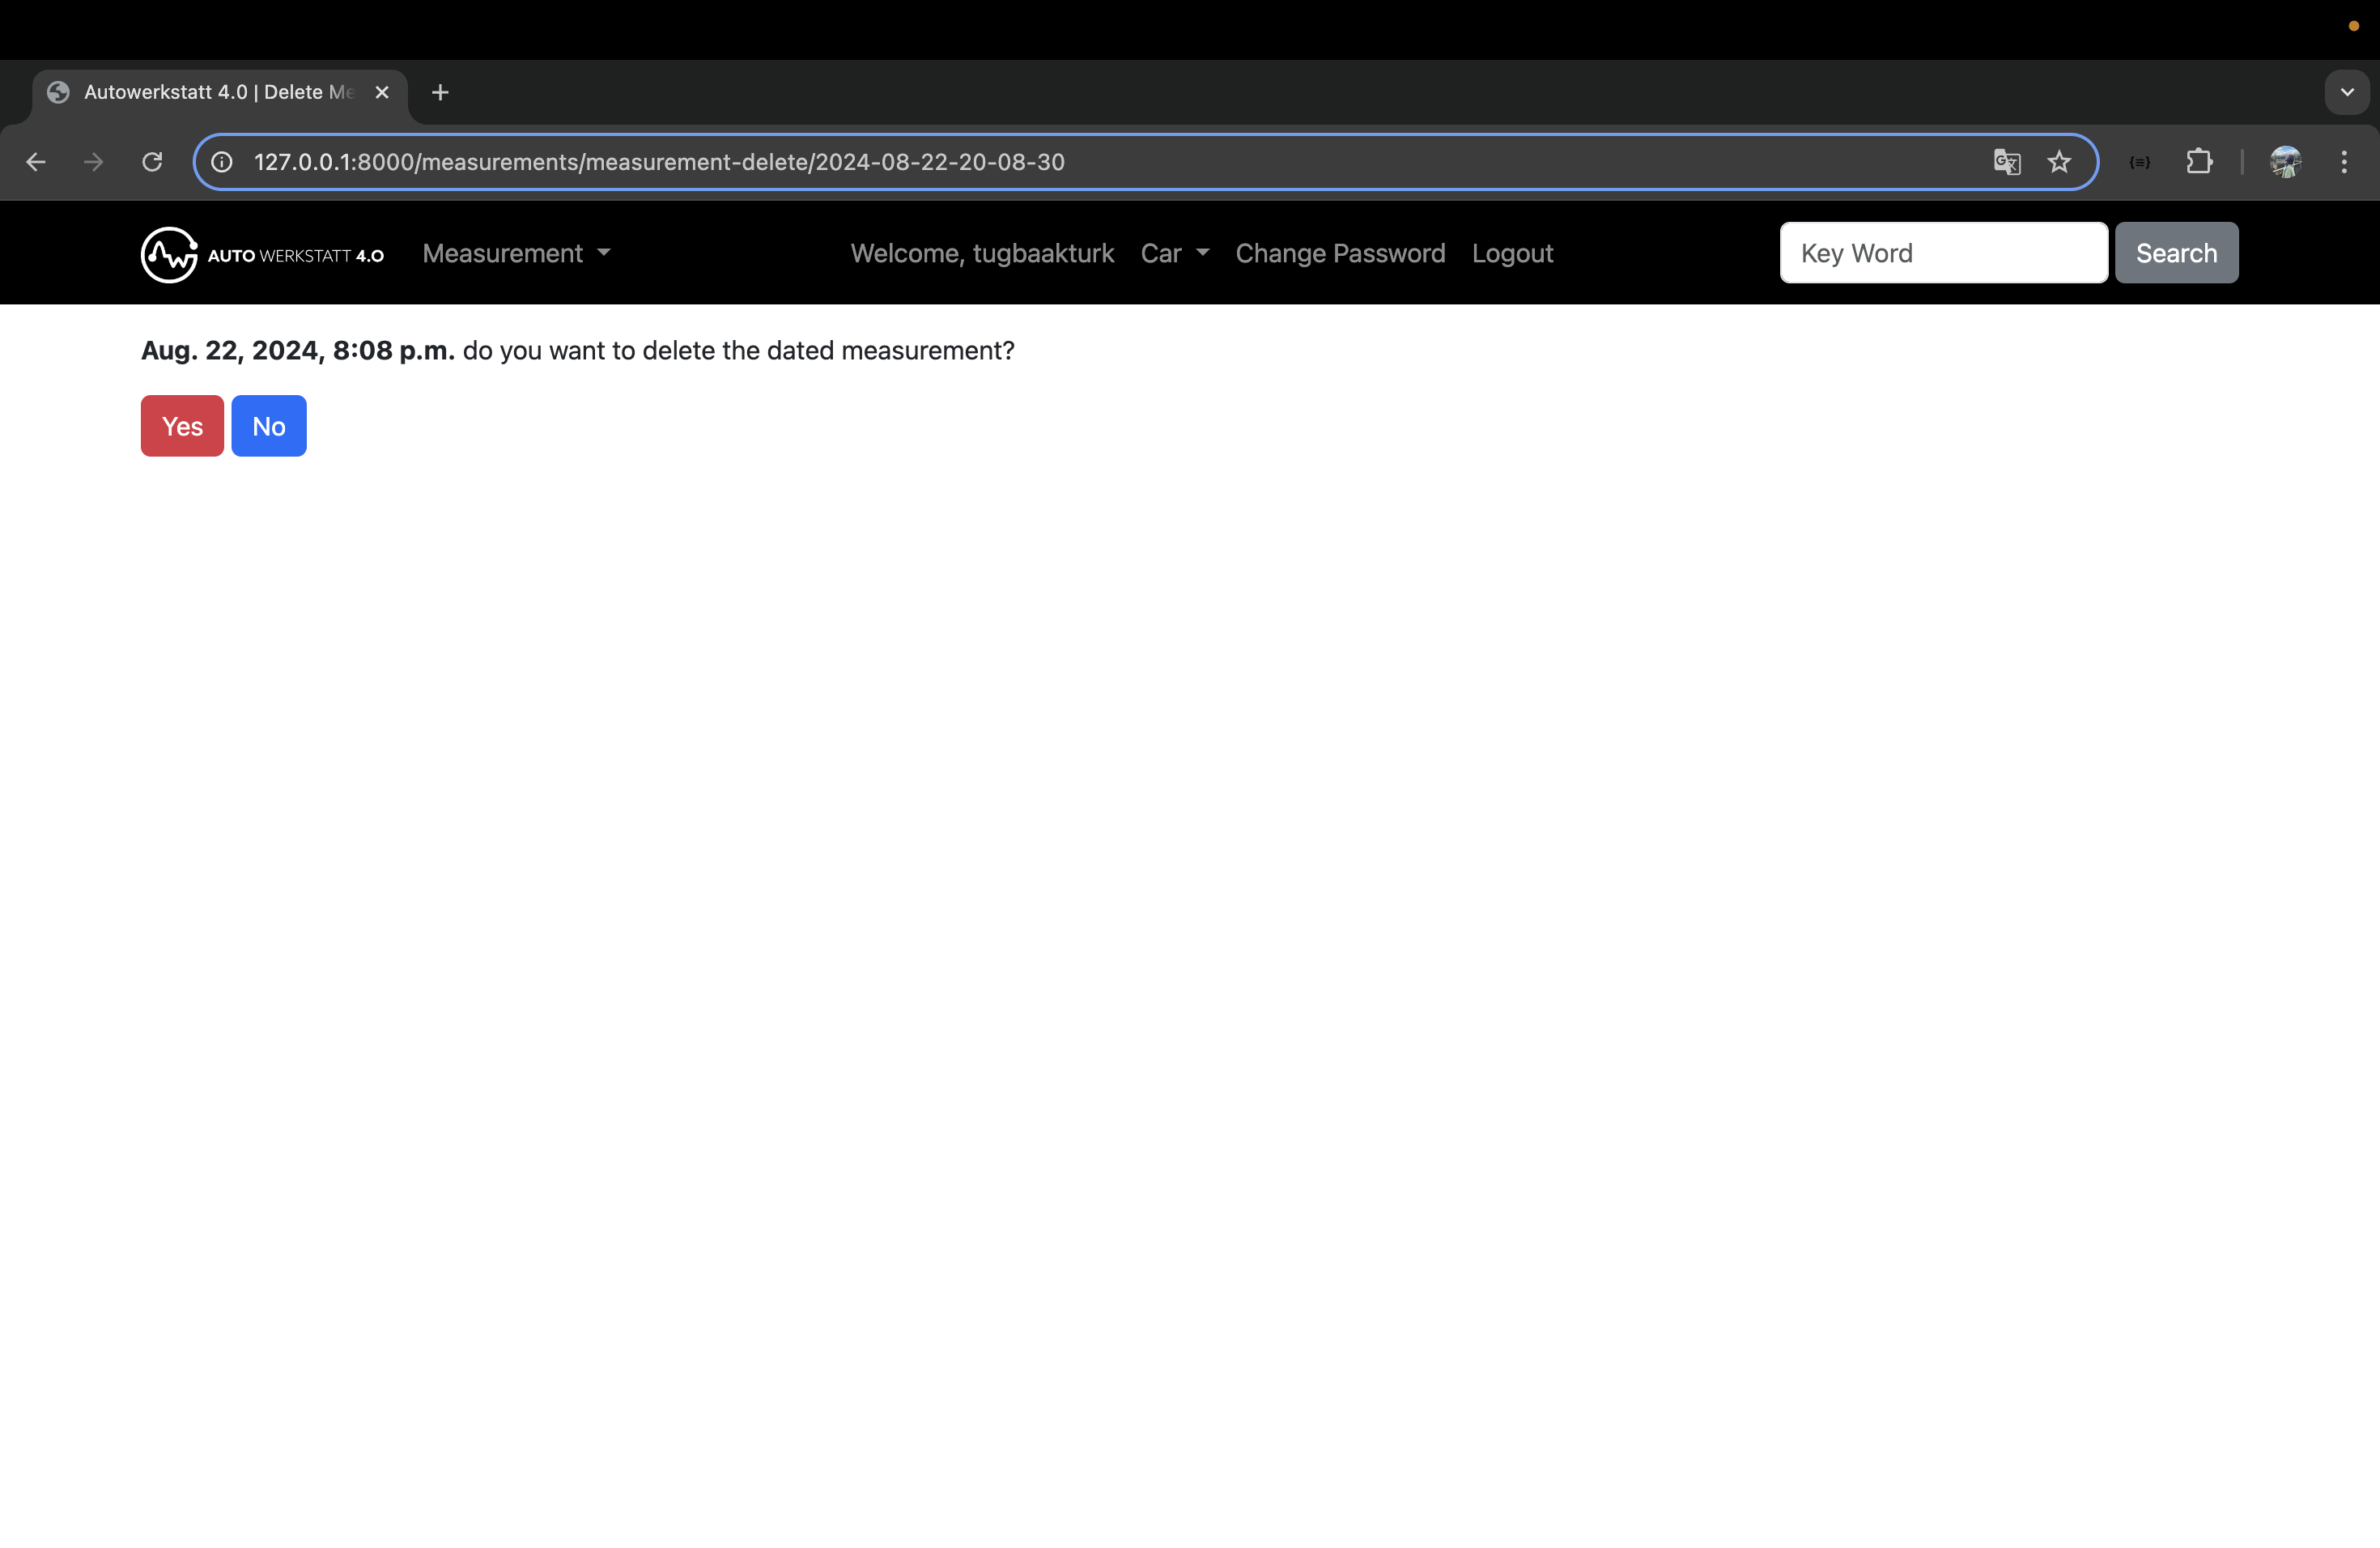 Autowerkstatt 4.0 | Delete Me
127.0.0.1:8000/measurements/measurement-delete/2024-08-22-20-08-30
AUTO WERKSTATT 4.0 Measurement Welcome, tugbaakturk Car Change Password Logout Key Word Search
Aug. 22, 2024, 8:08 p.m. do you want to delete the dated measurement?
Yes No